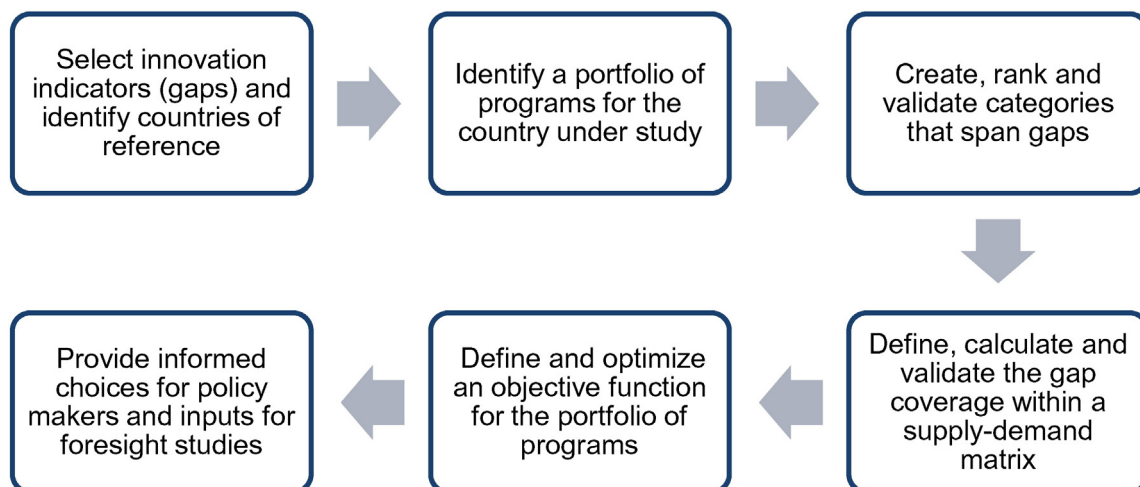 Select innovation
indicators (gaps) and
identify countries of
reference
Identify a portfolio of
programs for the
country under study
Create, rank and
validate categories
that span gaps
Define, calculate and
validate the gap
coverage within a
supply-demand
matrix
Define and optimize
an objective function
for the portfolio of
programs
Provide informed
choices for policy
makers and inputs for
foresight studies